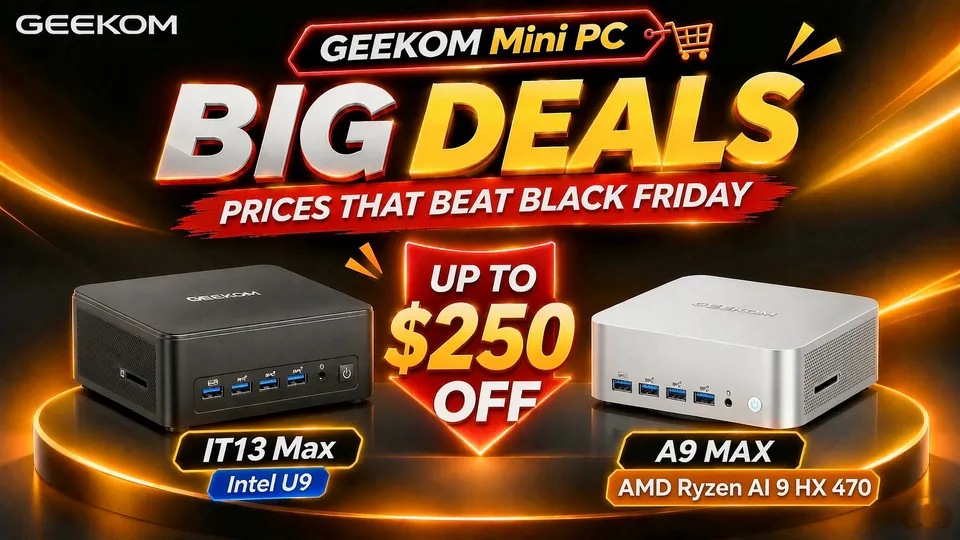 GEEKOM
GEEKOM Mini PC
BIG DEALS
PRICES THAT BEAT BLACK FRIDAY
UP TO
$250
OFF
GEEKOM
GEEKOM
IT13 Max
Intel U9
A9 MAX
AMD Ryzen AI 9 HX 470